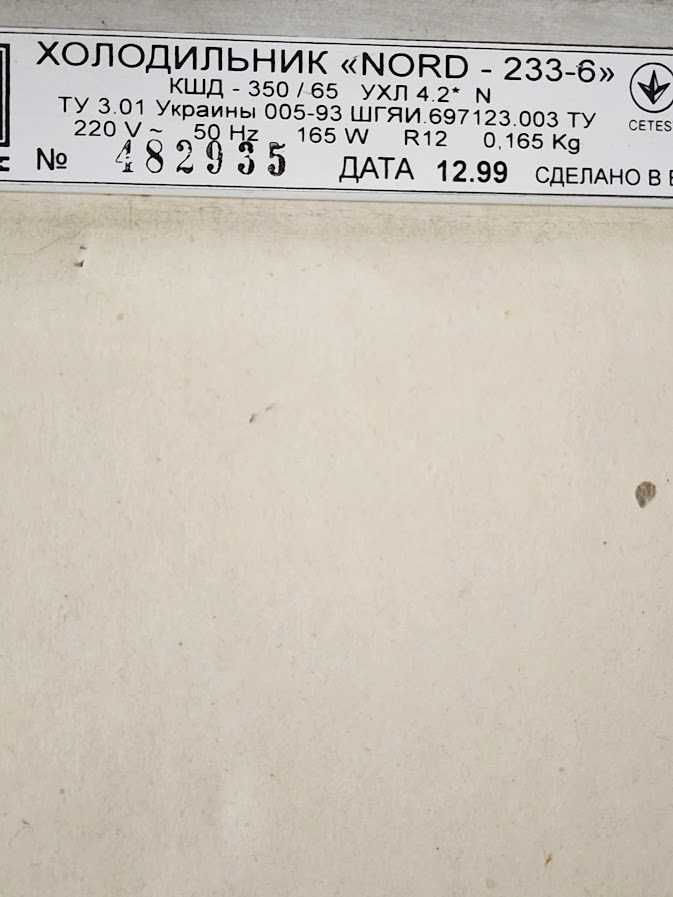 ХОЛОДИЛЬНИК «NORD - 233-6»
КШД - 350 / 65 УХЛ 4.2* N
ТУ 3.01 Украины 005-93 ШГЯИ.697123.003 ТУ
220 V ~ 50 Hz 165 W R12 0,165 Kg
№ 482935 ДАТА 12.99 СДЕЛАНО В